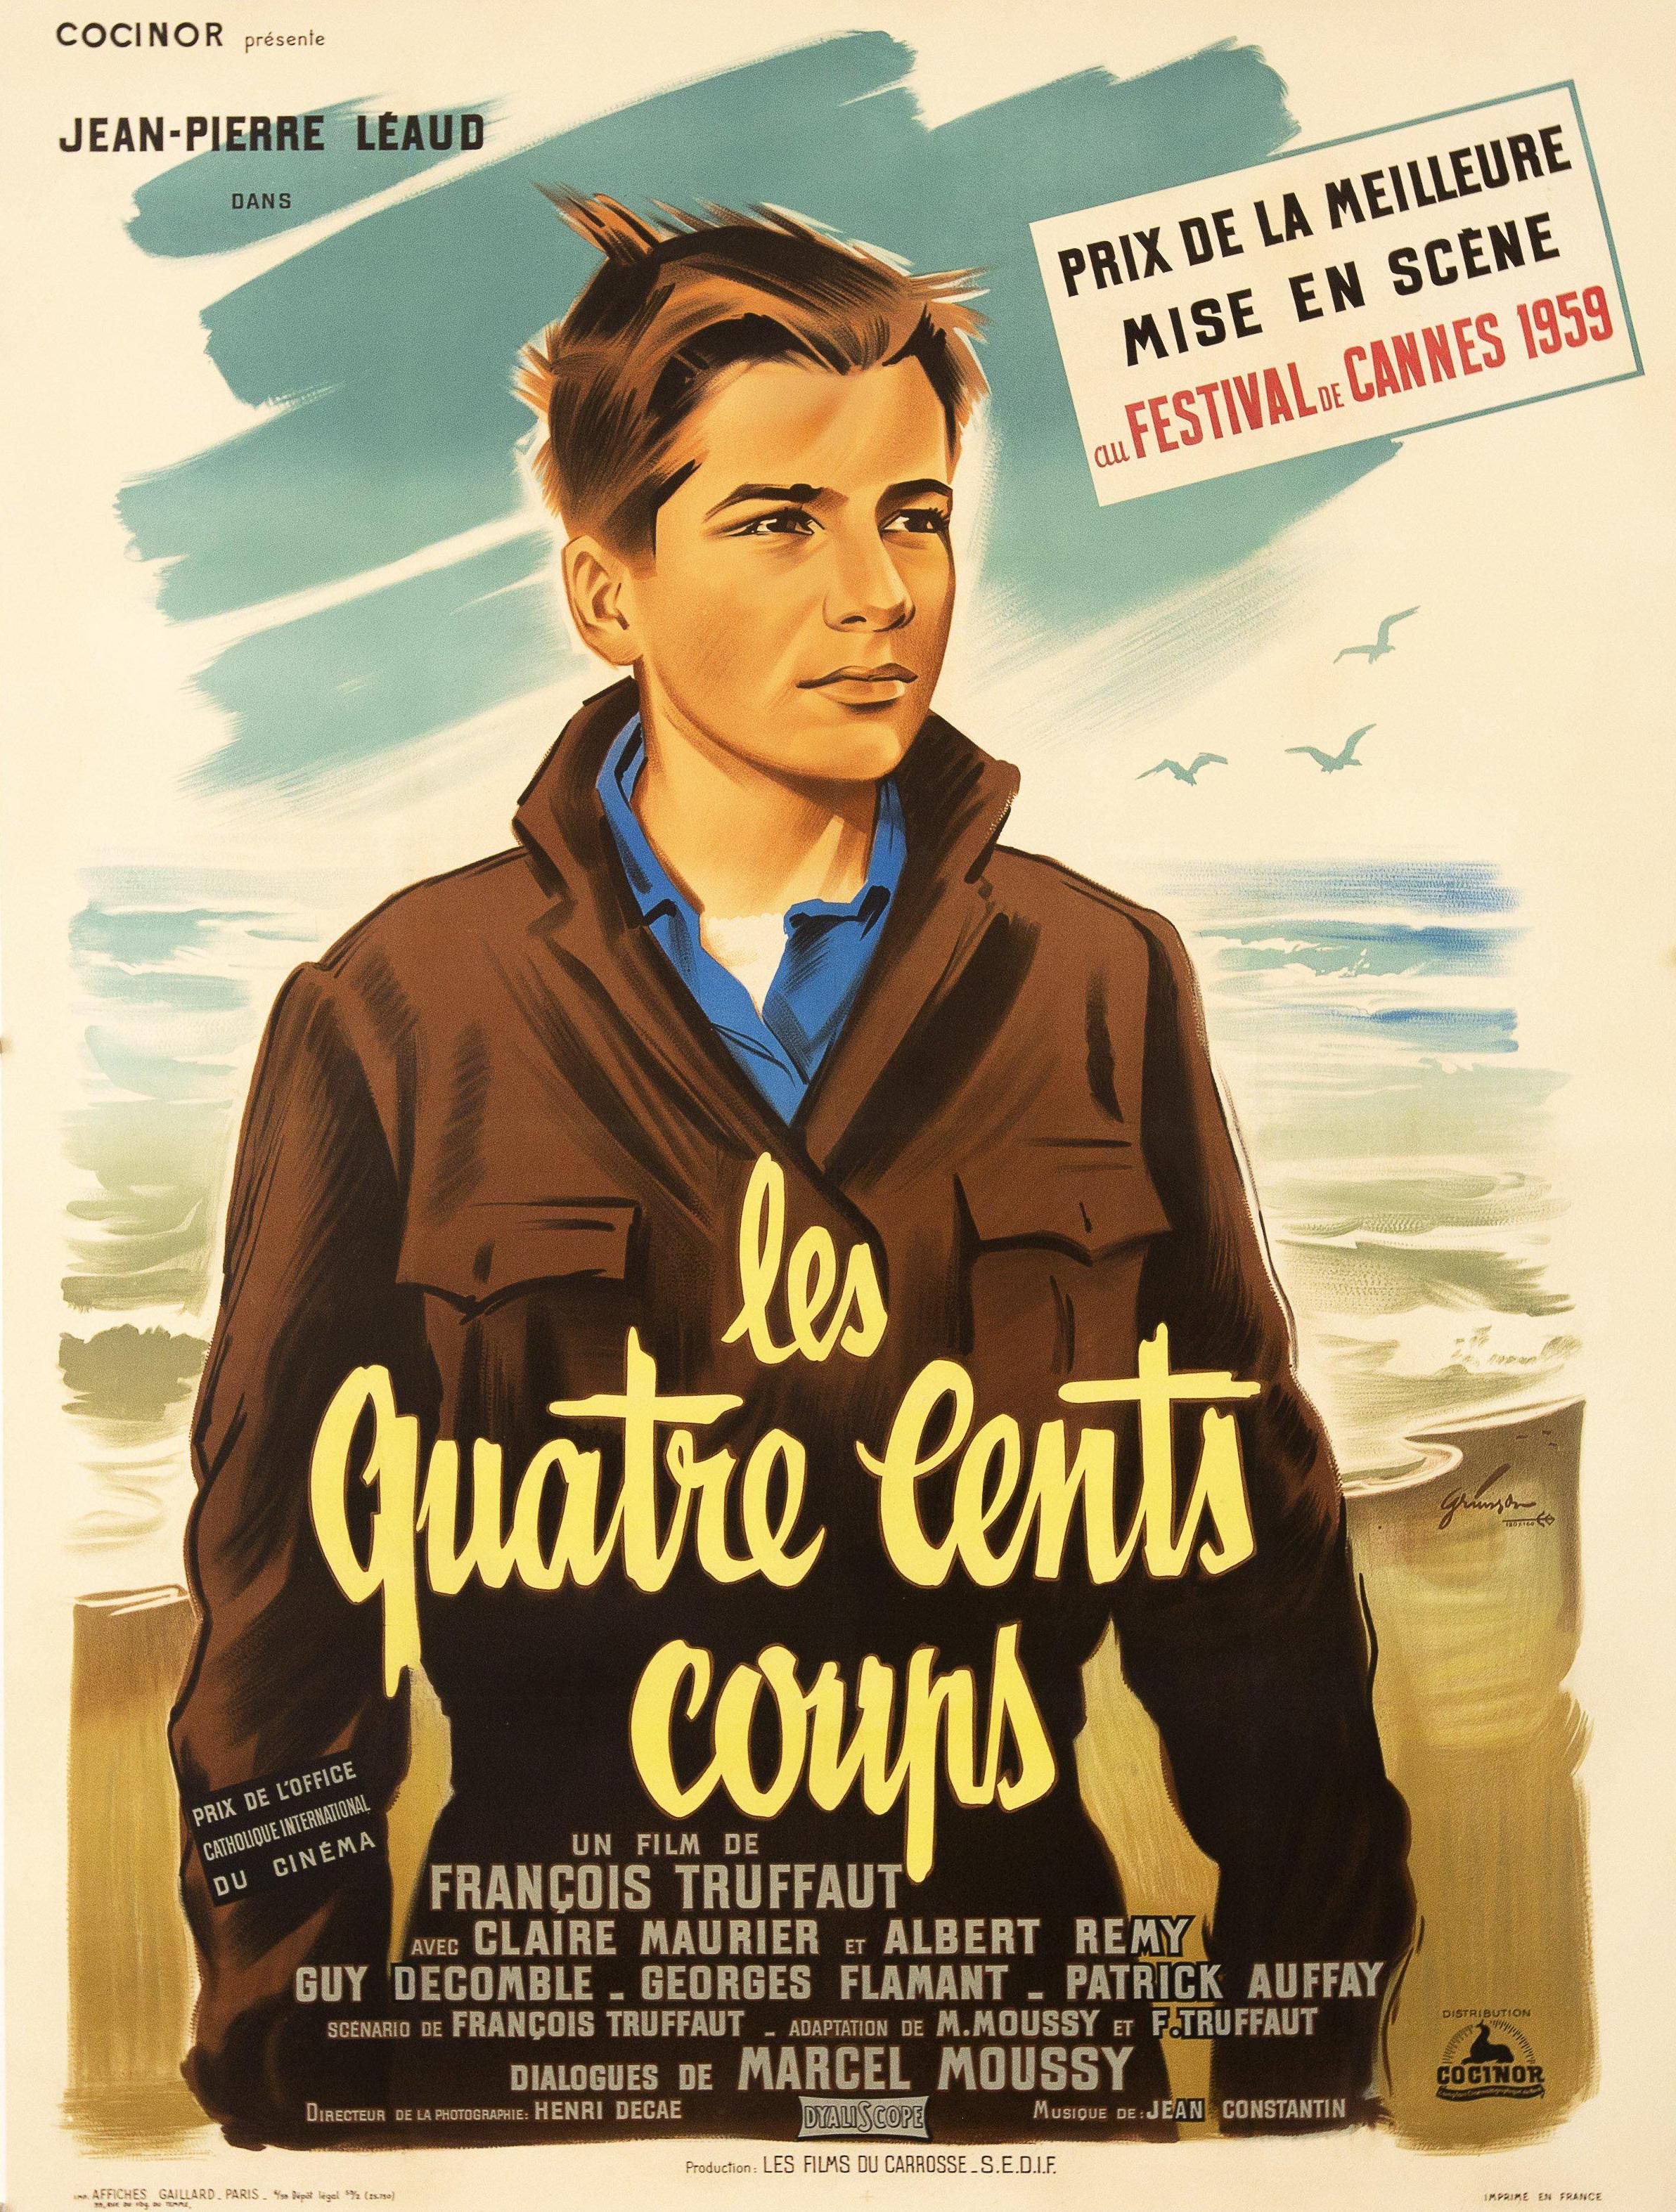 COCINOR présente
JEAN-PIERRE LÉAUD
DANS
PRIX DE LA MEILLEURE
MISE EN SCÈNE
au FESTIVAL DE CANNES 1959
les
quatre cents
coups
PRIX DE L'OFFICE
CATHOLIQUE INTERNATIONAL
DU CINÉMA
UN FILM DE
FRANÇOIS TRUFFAUT
AVEC CLAIRE MAURIER ET ALBERT REMY
GUY DECOMBLE - GEORGES FLAMANT - PATRICK AUFFAY
SCENARIO DE FRANÇOIS TRUFFAUT - ADAPTATION DE M.MOUSSY ET F.TRUFFAUT
DIALOGUES DE MARCEL MOUSSY
DIRECTEUR DE LA PHOTOGRAPHIE: HENRI DECAE
DYALISCOPE
MUSIQUE DE: JEAN CONSTANTIN
DISTRIBUTION
COCINOR
Production: LES FILMS DU CARROSSE - S.E.D.I.F.
IMP. AFFICHES GAILLARD - PARIS - Dépôt légal
IMPRIMÉ EN FRANCE